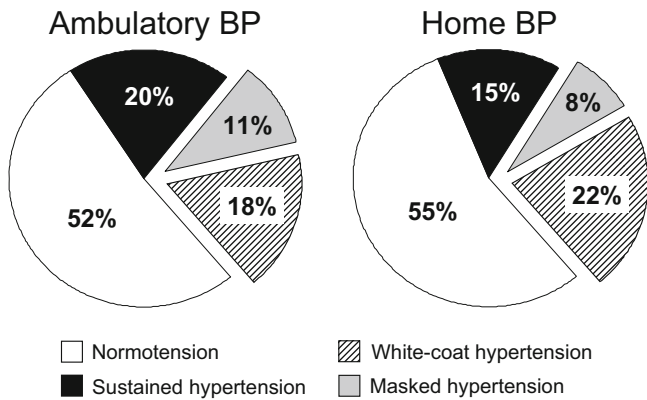 Ambulatory BP
Home BP
20%
11%
18%
52%
15%
8%
22%
55%
Normotension
White-coat hypertension
Sustained hypertension
Masked hypertension